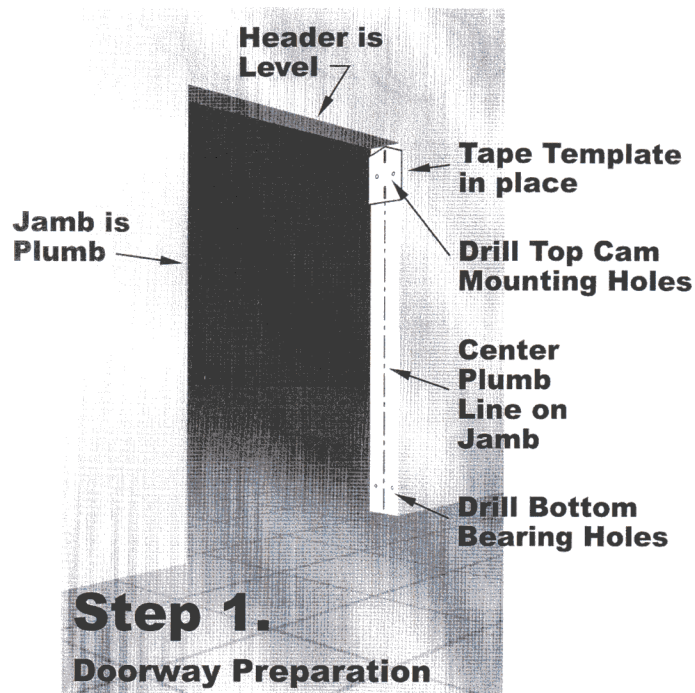 Header is
Level
Tape Template
in place
Jamb is
Plumb
Drill Top Cam
Mounting Holes
Center
Plumb
Line on
Jamb
Drill Bottom
Bearing Holes
Step 1.
Doorway Preparation